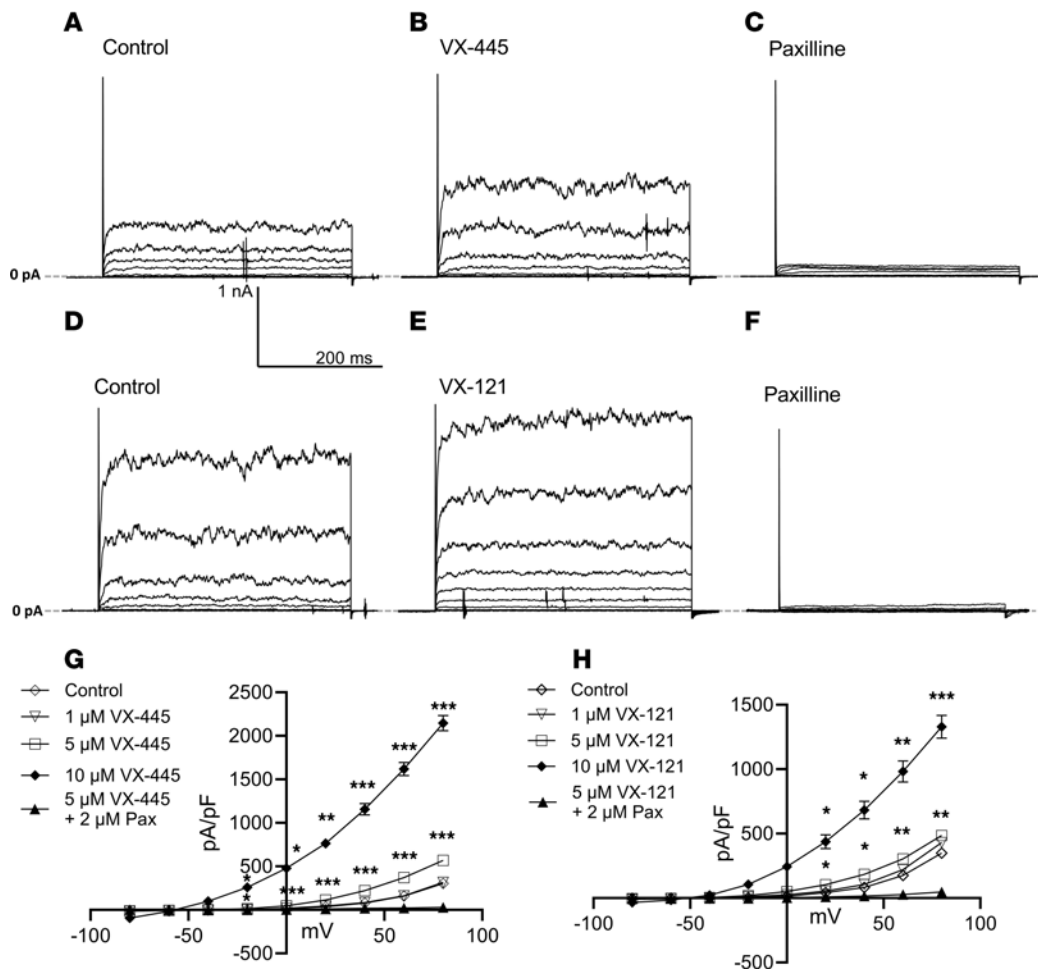 A
B
C
Control
VX-445
Paxilline
0 pA
1 nA
200 ms
D
E
F
Control
VX-121
Paxilline
0 pA
G
Control
1 µM VX-445
5 µM VX-445
10 µM VX-445
5 µM VX-445
+ 2 µM Pax
pA/pF
2500
2000
1500
1000
500
-500
-100
-50
50
100
mV
*
*
***
*
***
**
***
***
***
***
***
***
H
Control
1 µM VX-121
5 µM VX-121
10 µM VX-121
5 µM VX-121
+ 2 µM Pax
pA/pF
1500
1000
500
-500
-100
-50
50
100
mV
*
*
*
*
**
**
***
**